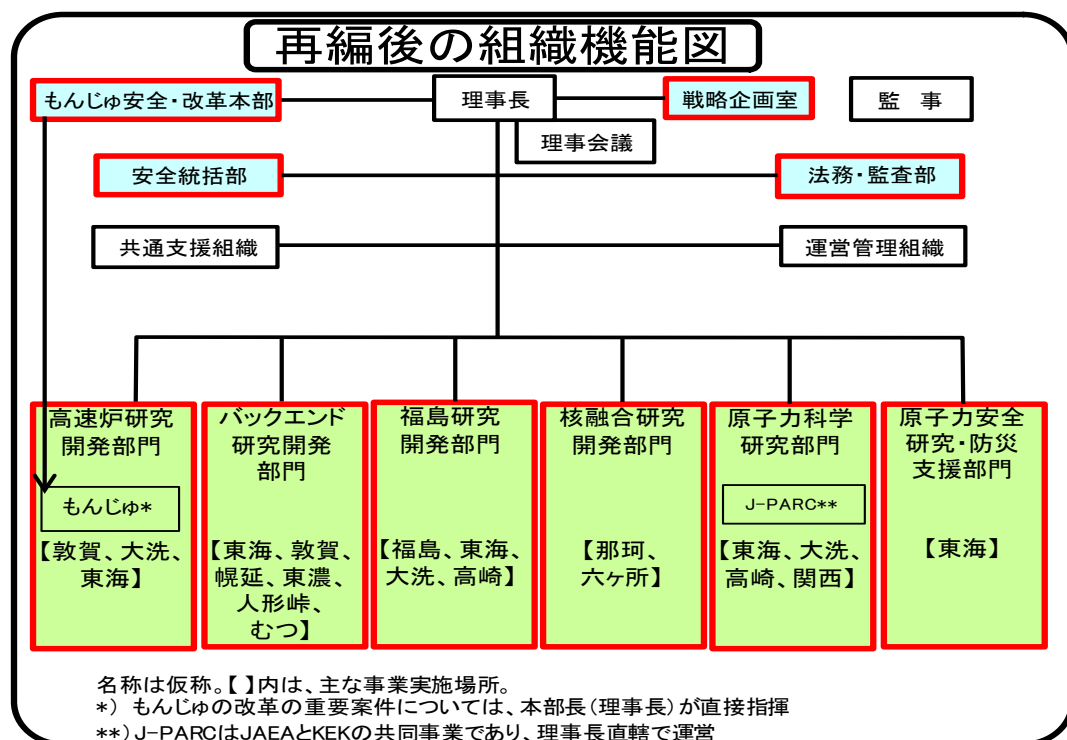 再編後の組織機能図
もんじゅ安全・改革本部
理事長
戦略企画室
監　事
理事会議
安全統括部
法務・監査部
共通支援組織
運営管理組織
高速炉研究
開発部門
もんじゅ*
【敦賀、大洗、
東海】
バックエンド
研究開発
部門
【東海、敦賀、
幌延、東濃、
人形峠、
むつ】
福島研究
開発部門
【福島、東海、
大洗、高崎】
核融合研究
開発部門
【那珂、
六ヶ所】
原子力科学
研究部門
J-PARC**
【東海、大洗、
高崎、関西】
原子力安全
研究・防災
支援部門
【東海】
名称は仮称。【 】内は、主な事業実施場所。
*) もんじゅの改革の重要案件については、本部長(理事長)が直接指揮
**)J-PARCはJAEAとKEKの共同事業であり、理事長直轄で運営